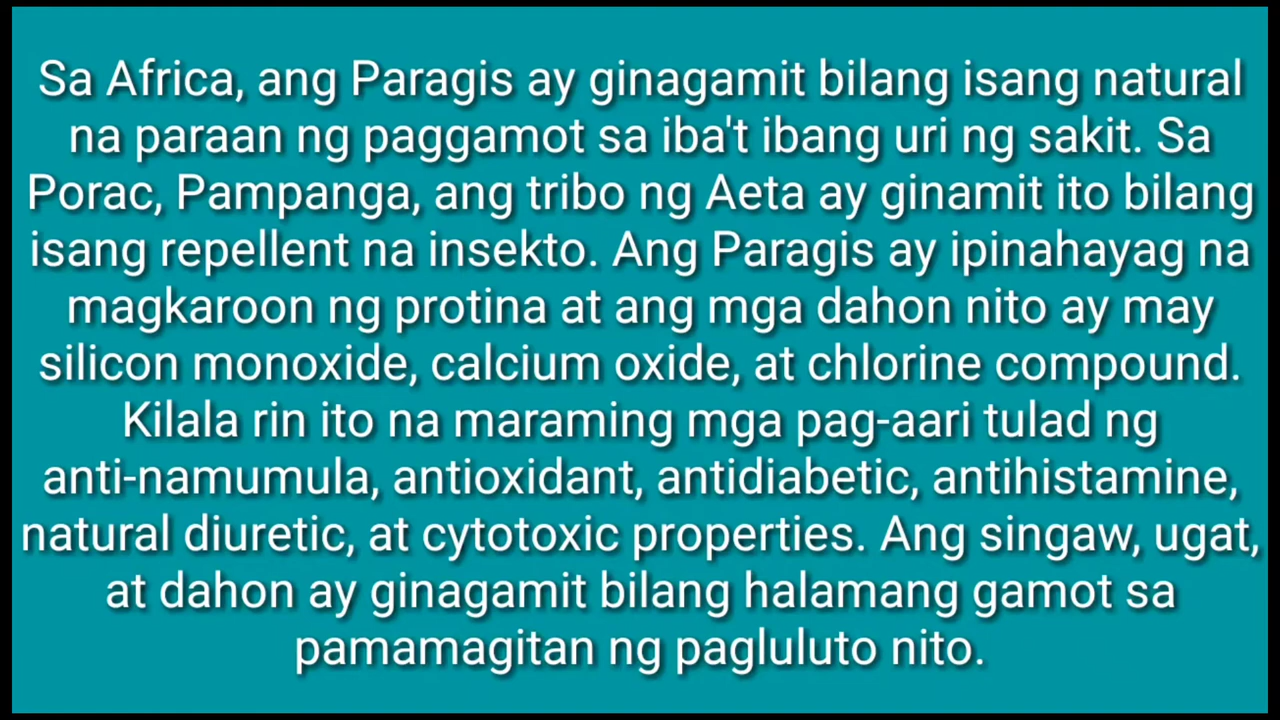 Sa Africa, ang Paragis ay ginagamit bilang isang natural
na paraan ng paggamot sa iba't ibang uri ng sakit. Sa
Porac, Pampanga, ang tribo ng Aeta ay ginamit ito bilang
isang repellent na insekto. Ang Paragis ay ipinahayag na
magkaroon ng protina at ang mga dahon nito ay may
silicon monoxide, calcium oxide, at chlorine compound.
Kilala rin ito na maraming mga pag-aari tulad ng
anti-namumula, antioxidant, antidiabetic, antihistamine,
natural diuretic, at cytotoxic properties. Ang singaw, ugat,
at dahon ay ginagamit bilang halamang gamot sa
pamamagitan ng pagluluto nito.